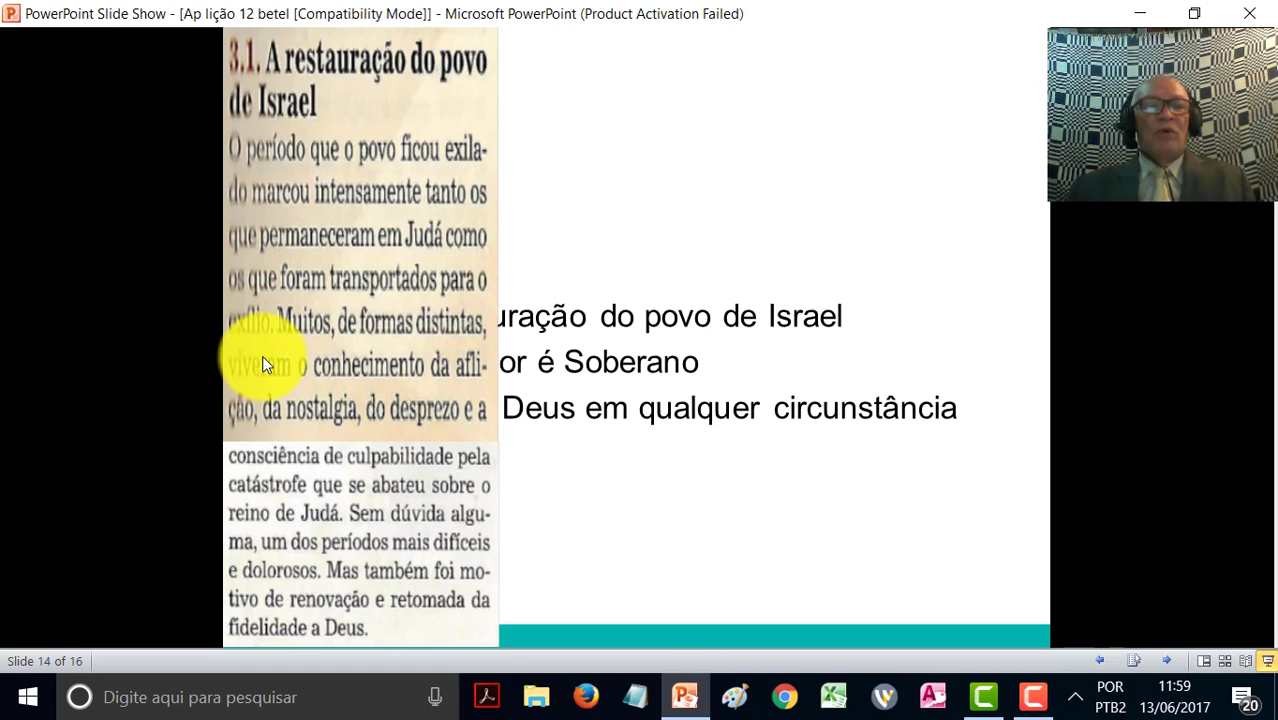 PowerPoint Slide Show - [Ap lição 12 betel [Compatibility Mode]] - Microsoft PowerPoint (Product Activation Failed)
3.1. A restauração do povo
de Israel
O período que o povo ficou exila-
do marcou intensamente tanto os
que permaneceram em Judá como
os que foram transportados para o
exílio. Muitos, de formas distintas,
viveram o conhecimento da afli-
ção, da nostalgia, do desprezo e a
consciência de culpabilidade pela
catástrofe que se abateu sobre o
reino de Judá. Sem dúvida algu-
ma, um dos períodos mais difíceis
e dolorosos. Mas também foi mo-
tivo de renovação e retomada da
fidelidade a Deus.
uração do povo de Israel
or é Soberano
Deus em qualquer circunstância
Slide 14 of 16
Digite aqui para pesquisar
POR
PTB2
11:59
13/06/2017
20